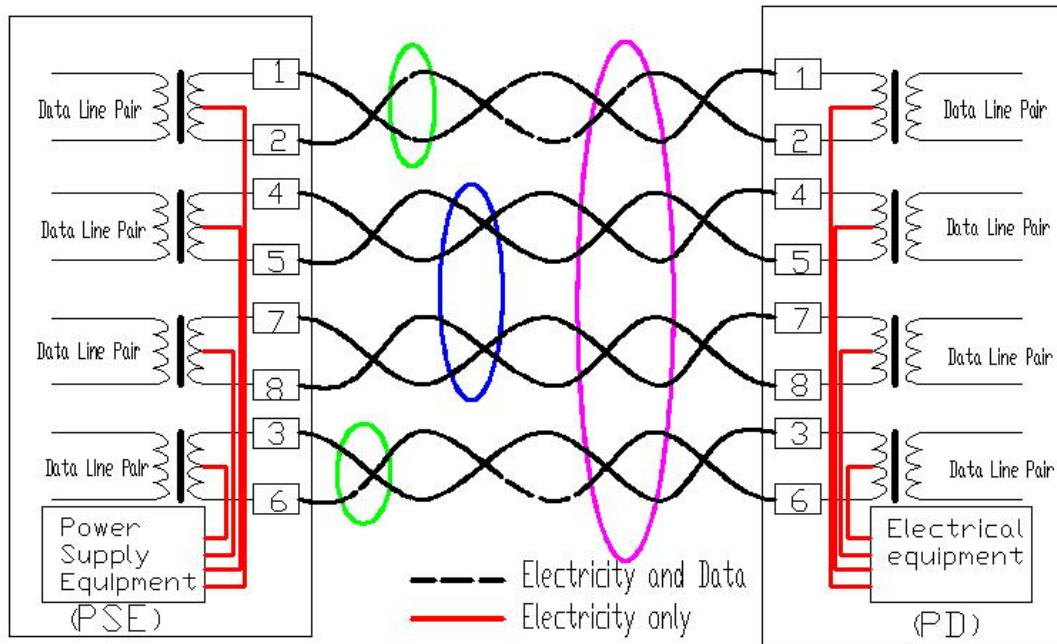 1
Data Line Pair
2
4
Data Line Pair
5
7
Data Line Pair
8
3
Data LIne Pair
6
Power
Supply
Equipment
(PSE)
1
Data Line Pair
2
4
Data Line Pair
5
7
Data Line Pair
8
3
Data Line Pair
6
Electrical
equipment
(PD)
Electricity and Data
Electricity only